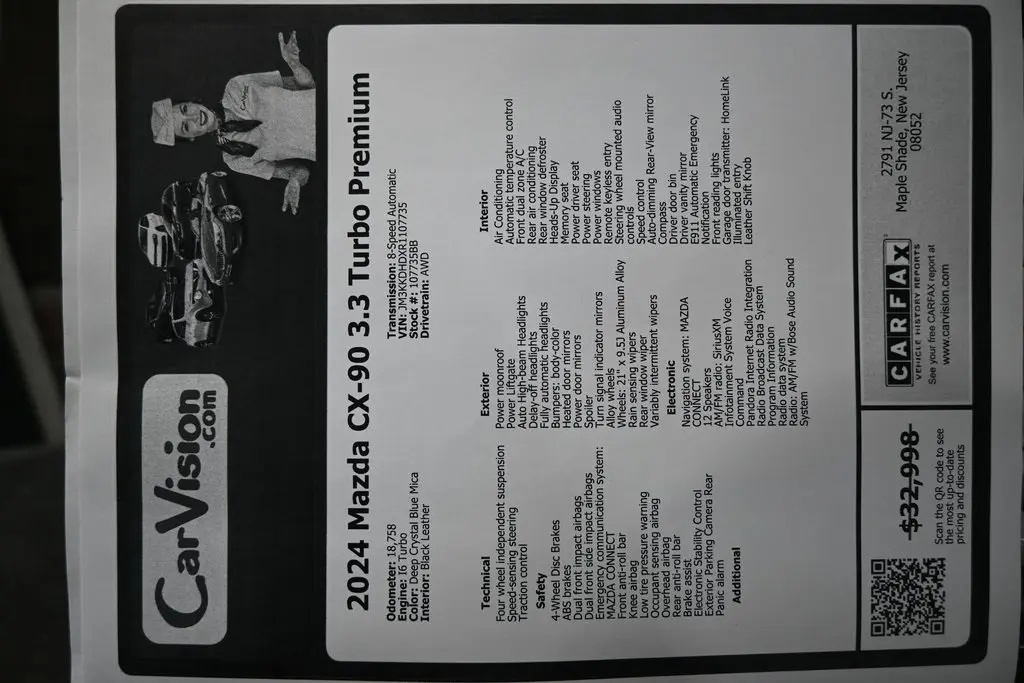 CarVision
.com
2024 Mazda CX-90 3.3 Turbo Premium
Odometer: 18,758
Engine: I6 Turbo
Color: Deep Crystal Blue Mica
Interior: Black Leather
Transmission: 8-Speed Automatic
VIN: JM3KKDHDXR1107735
Stock #: 107735BB
Drivetrain: AWD
Technical
Four wheel independent suspension
Speed-sensing steering
Traction control
Safety
4-Wheel Disc Brakes
ABS brakes
Dual front impact airbags
Dual front side impact airbags
Emergency communication system:
MAZDA CONNECT
Front anti-roll bar
Knee airbag
Low tire pressure warning
Occupant sensing airbag
Overhead airbag
Rear anti-roll bar
Brake assist
Electronic Stability Control
Exterior Parking Camera Rear
Panic alarm
Additional
Exterior
Power moonroof
Power Liftgate
Auto High-beam Headlights
Delay-off headlights
Fully automatic headlights
Bumpers: body-color
Heated door mirrors
Power door mirrors
Spoiler
Turn signal indicator mirrors
Alloy wheels
Wheels: 21" x 9.5J Aluminum Alloy
Rain sensing wipers
Rear window wiper
Variably intermittent wipers
Electronic
Navigation system: MAZDA
CONNECT
12 Speakers
AM/FM radio: SiriusXM
Infotainment System Voice
Command
Pandora Internet Radio Integration
Radio Broadcast Data System
Program Information
Radio data system
Radio: AM/FM w/Bose Audio Sound
System
Interior
Air Conditioning
Automatic temperature control
Front dual zone A/C
Rear air conditioning
Rear window defroster
Heads-Up Display
Memory seat
Power driver seat
Power steering
Power windows
Remote keyless entry
Steering wheel mounted audio
controls
Speed control
Auto-dimming Rear-View mirror
Compass
Driver door bin
Driver vanity mirror
E911 Automatic Emergency
Notification
Front reading lights
Garage door transmitter: HomeLink
Illuminated entry
Leather Shift Knob
$32,998
Scan the QR code to see
the most up-to-date
pricing and discounts
CARFAX
VEHICLE HISTORY REPORTS
See your free CARFAX report at
www.carvision.com
2791 NJ-73 S.
Maple Shade, New Jersey
08052